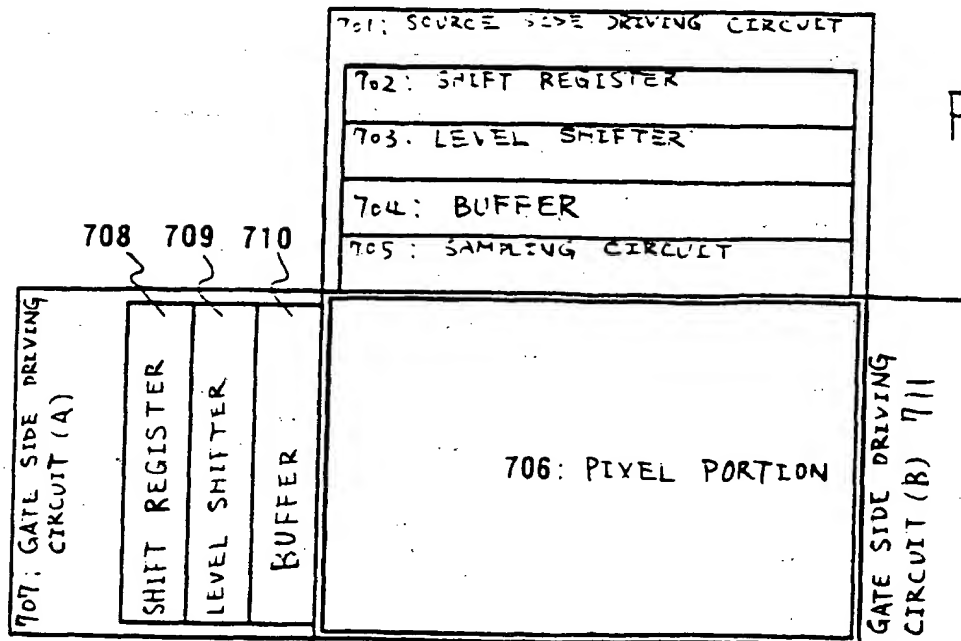 701: SOURCE SIDE DRIVING CIRCUIT
702: SHIFT REGISTER
703. LEVEL SHIFTER
704: BUFFER
705: SAMPLING CIRCUIT
708 709 710
707: GATE SIDE DRIVING
CIRCUIT (A)
SHIFT REGISTER
LEVEL SHIFTER
BUFFER
706: PIXEL PORTION
GATE SIDE DRIVING
CIRCUIT (B) 711
F